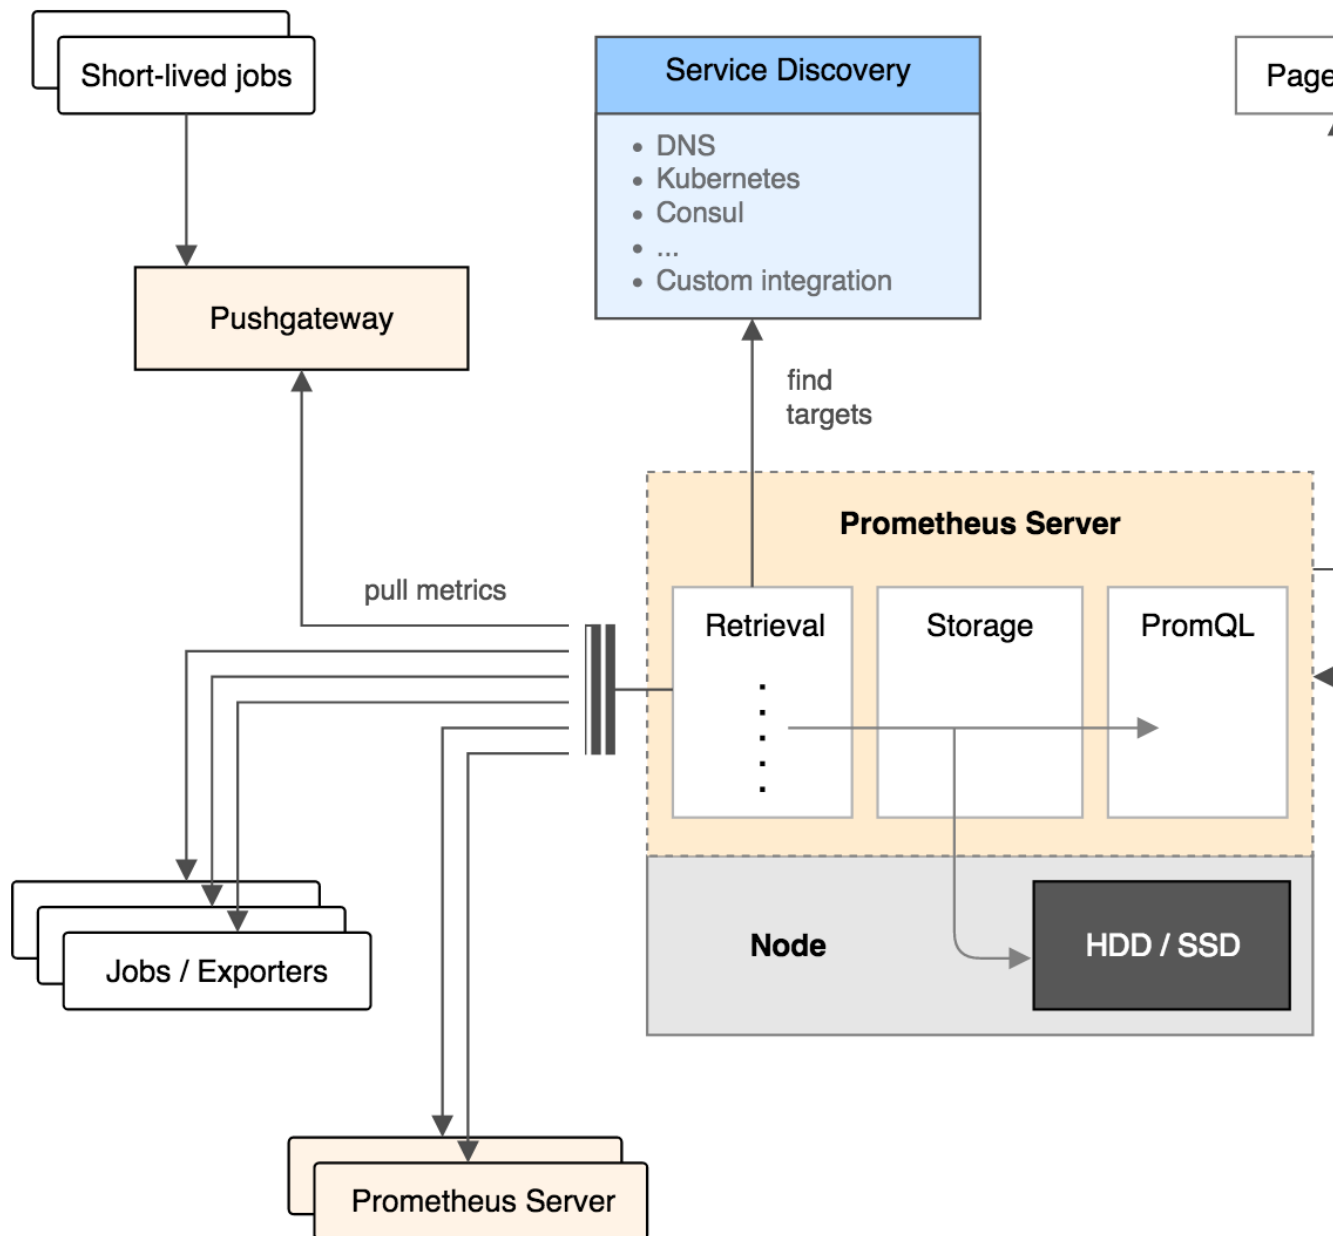 Short-lived jobs
Service Discovery
Page
• DNS
• Kubernetes
• Consul
• ...
• Custom integration
Pushgateway
find
targets
Prometheus Server
pull metrics
Retrieval
Storage
PromQL
Node
HDD / SSD
Jobs / Exporters
Prometheus Server